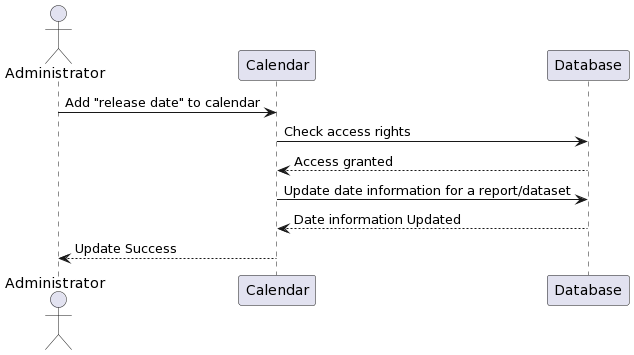 Administrator
Calendar
Database
Add "release date" to calendar
Check access rights
Access granted
Update date information for a report/dataset
Date information Updated
Update Success
Administrator
Calendar
Database